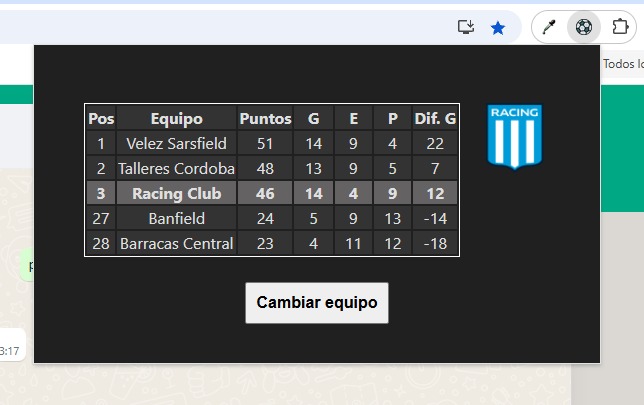 Todos lo
Pos Equipo Puntos G E P Dif. G
1 Velez Sarsfield 51 14 9 4 22
2 Talleres Cordoba 48 13 9 5 7
3 Racing Club 46 14 4 9 12
27 Banfield 24 5 9 13 -14
28 Barracas Central 23 4 11 12 -18
RACING
Cambiar equipo
3:17